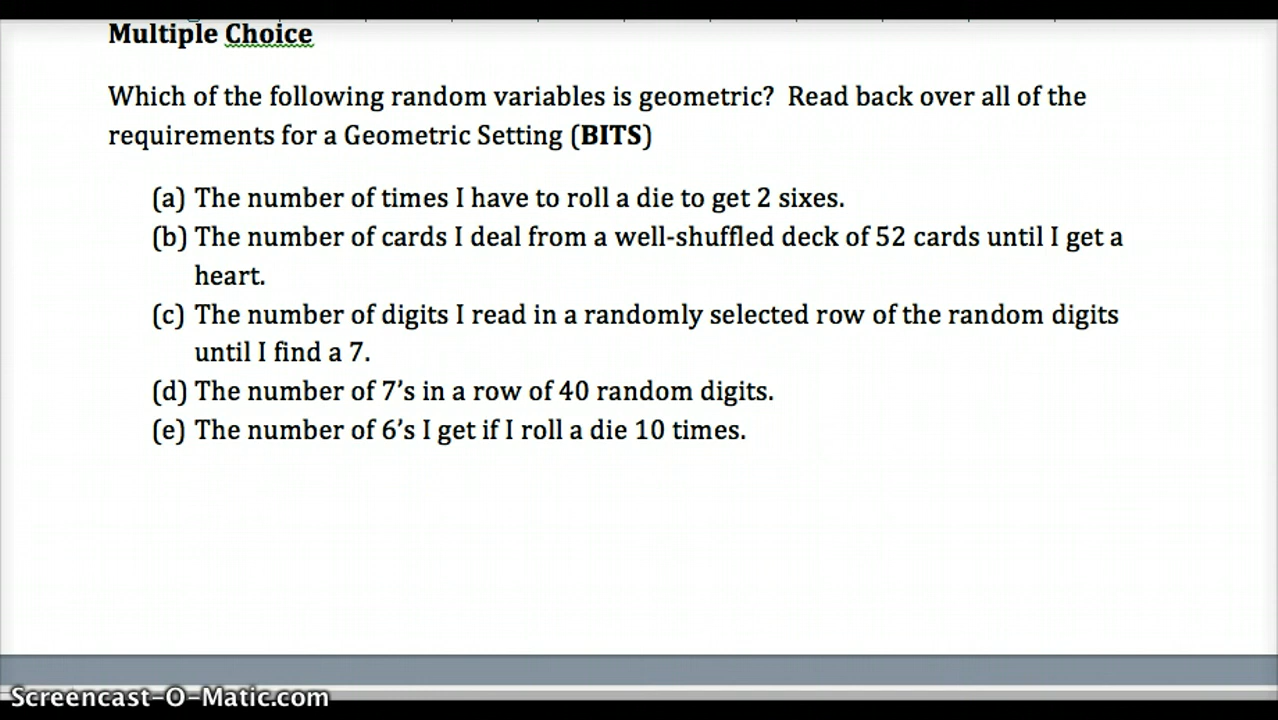 Multiple Choice
Which of the following random variables is geometric?  Read back over all of the
requirements for a Geometric Setting (BITS)
(a) The number of times I have to roll a die to get 2 sixes.
(b) The number of cards I deal from a well-shuffled deck of 52 cards until I get a
heart.
(c) The number of digits I read in a randomly selected row of the random digits
until I find a 7.
(d) The number of 7’s in a row of 40 random digits.
(e) The number of 6’s I get if I roll a die 10 times.
Screencast-O-Matic.com